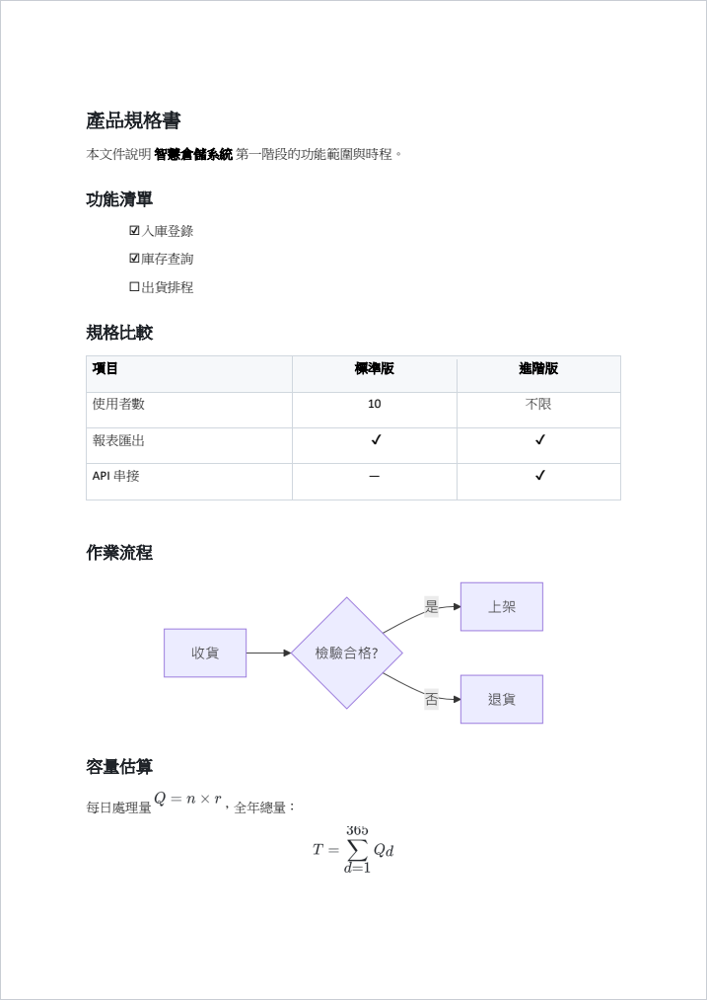 產品規格書
本文件說明 智慧倉儲系統 第一階段的功能範圍與時程。
功能清單
☑入庫登錄
☑庫存查詢
☐出貨排程
規格比較
項目 標準版 進階版
使用者數 10 不限
報表匯出 ✓ ✓
API 串接 — ✓
作業流程
收貨
檢驗合格?
是
上架
否
退貨
容量估算
每日處理量 Q = n × r,全年總量:
365
T = ∑ Qd
d=1